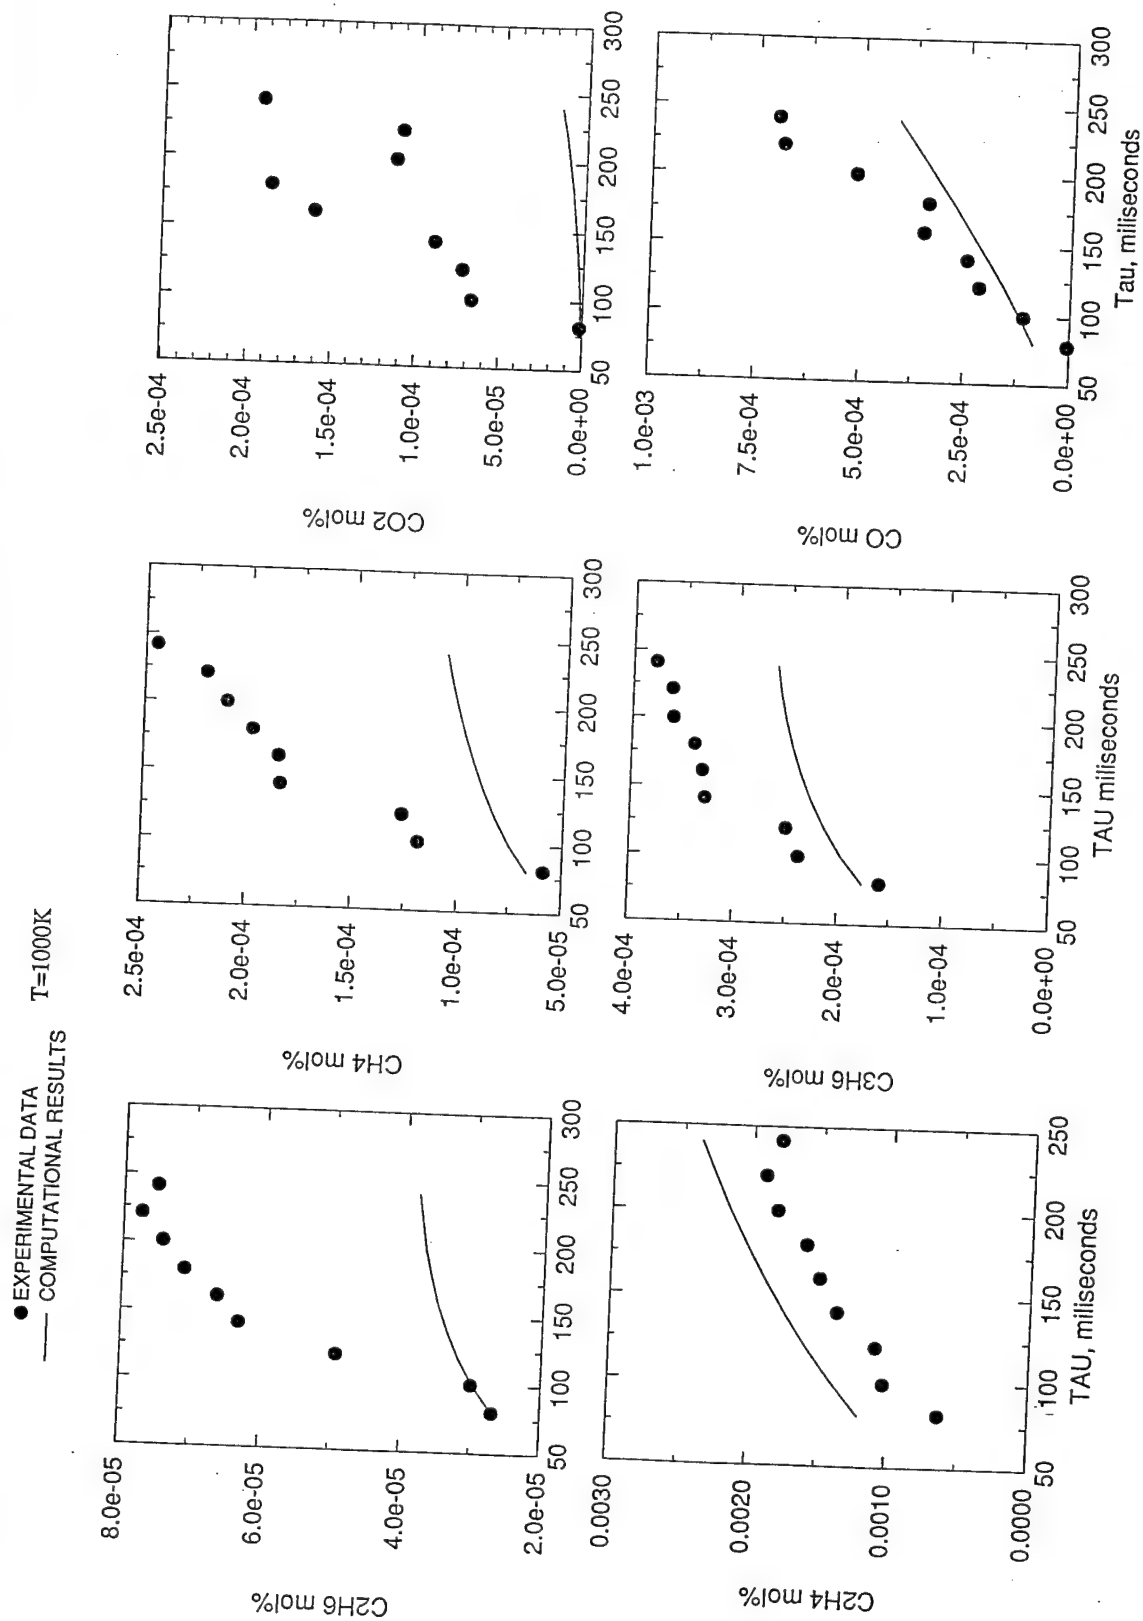 EXPERIMENTAL DATA
COMPUTATIONAL RESULTS
T=1000K
C2H6 mol%
8.0e-05
6.0e-05
4.0e-05
2.0e-05
50
100
150
200
250
300
CH4 mol%
2.5e-04
2.0e-04
1.5e-04
1.0e-04
5.0e-05
50
100
150
200
250
300
CO2 mol%
2.5e-04
2.0e-04
1.5e-04
1.0e-04
5.0e-05
0.0e+00
50
100
150
200
250
300
C2H4 mol%
0.0030
0.0020
0.0010
0.0000
50
100
150
200
250
TAU, miliseconds
C3H6 mol%
4.0e-04
3.0e-04
2.0e-04
1.0e-04
0.0e+00
50
100
150
200
250
300
TAU miliseconds
CO mol%
1.0e-03
7.5e-04
5.0e-04
2.5e-04
0.0e+00
50
100
150
200
250
300
Tau, miliseconds